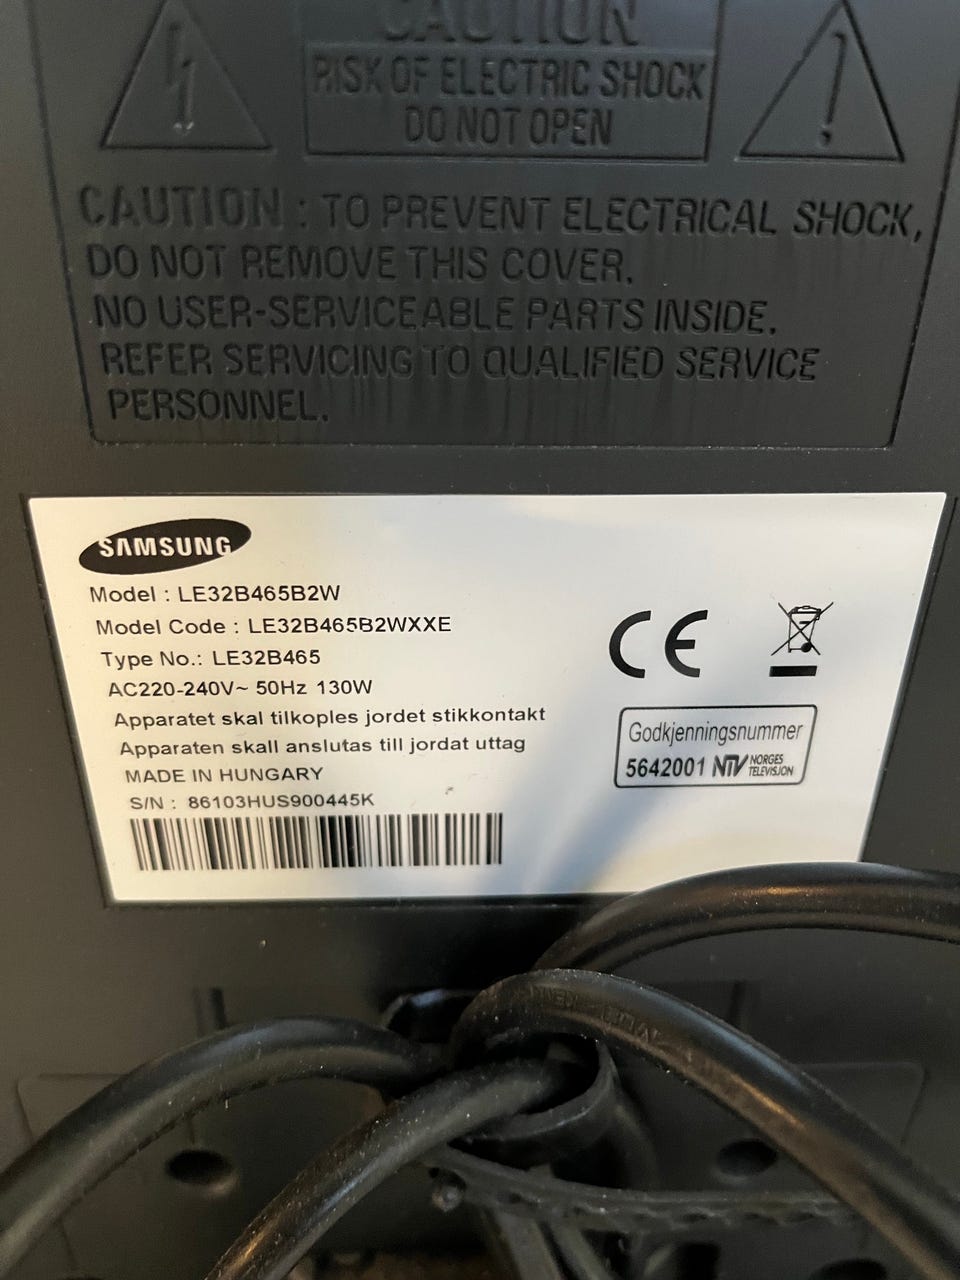 CAUTION
RISK OF ELECTRIC SHOCK
DO NOT OPEN
CAUTION : TO PREVENT ELECTRICAL SHOCK,
DO NOT REMOVE THIS COVER.
NO USER-SERVICEABLE PARTS INSIDE.
REFER SERVICING TO QUALIFIED SERVICE
PERSONNEL.
SAMSUNG
Model : LE32B465B2W
Model Code : LE32B465B2WXXE
Type No.: LE32B465
AC220-240V~ 50Hz 130W
Apparatet skal tilkoples jordet stikkontakt
Apparaten skall anslutas till jordat uttag
MADE IN HUNGARY
S/N : 86103HUS900445K
CE
Godkjenningsnummer
5642001 NTV NORGES TELEVISJON